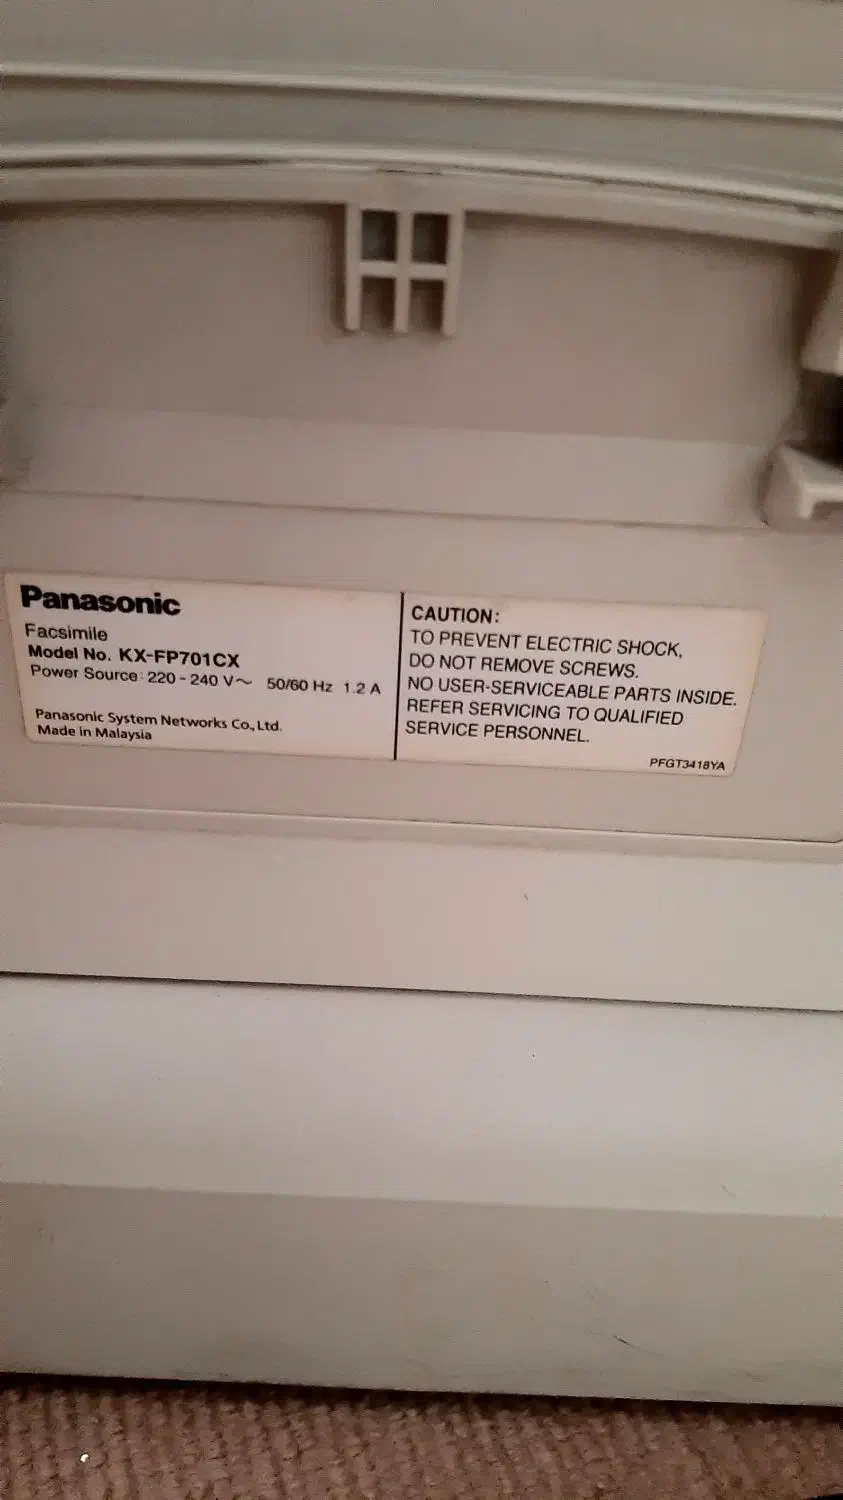 Panasonic
Facsimile
Model No. KX-FP701CX
Power Source: 220 - 240 V~ 50/60 Hz 1.2 A
Panasonic System Networks Co., Ltd.
Made in Malaysia
CAUTION:
TO PREVENT ELECTRIC SHOCK,
DO NOT REMOVE SCREWS.
NO USER-SERVICEABLE PARTS INSIDE.
REFER SERVICING TO QUALIFIED
SERVICE PERSONNEL.
PFGT3418YA